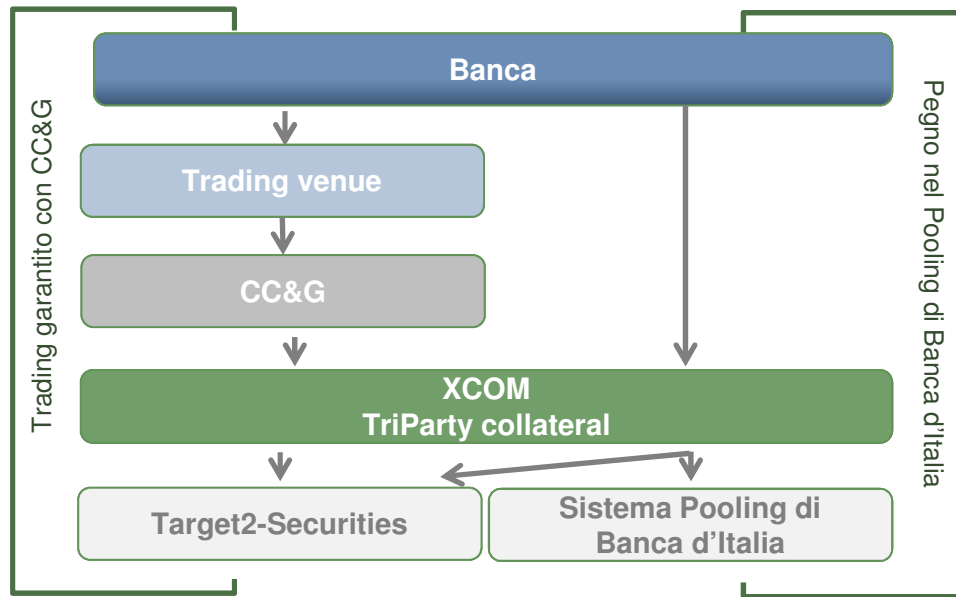 Trading garantito con CC&G
Banca
Trading venue
CC&G
XCOM
TriParty collateral
Target2-Securities
Sistema Pooling di
Banca d’Italia
Pegno nel Pooling di Banca d’Italia